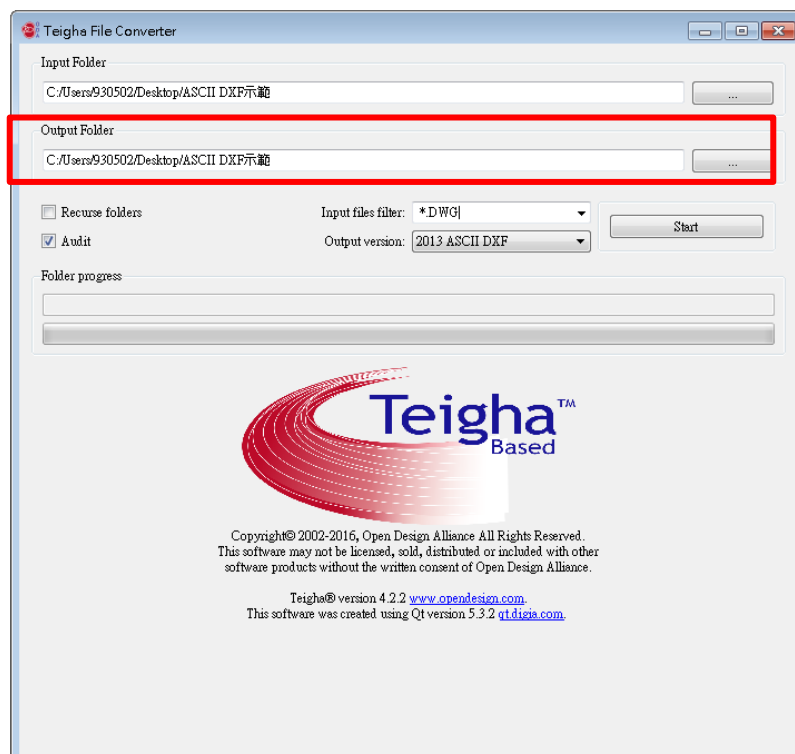 Teigha File Converter
Input Folder
C:/Users/930502/Desktop/ASCII DXF示範
...
Output Folder
C:/Users/930502/Desktop/ASCII DXF示範
...
Recurse folders
Input files filter: *.DWG
Start
Audit
Output version: 2013 ASCII DXF
Folder progress
Teigha™
Based
Copyright© 2002-2016, Open Design Alliance All Rights Reserved.
This software may not be licensed, sold, distributed or included with other
software products without the written consent of Open Design Alliance.
Teigha® version 4.2.2 www.opendesign.com.
This software was created using Qt version 5.3.2 qt.digia.com.